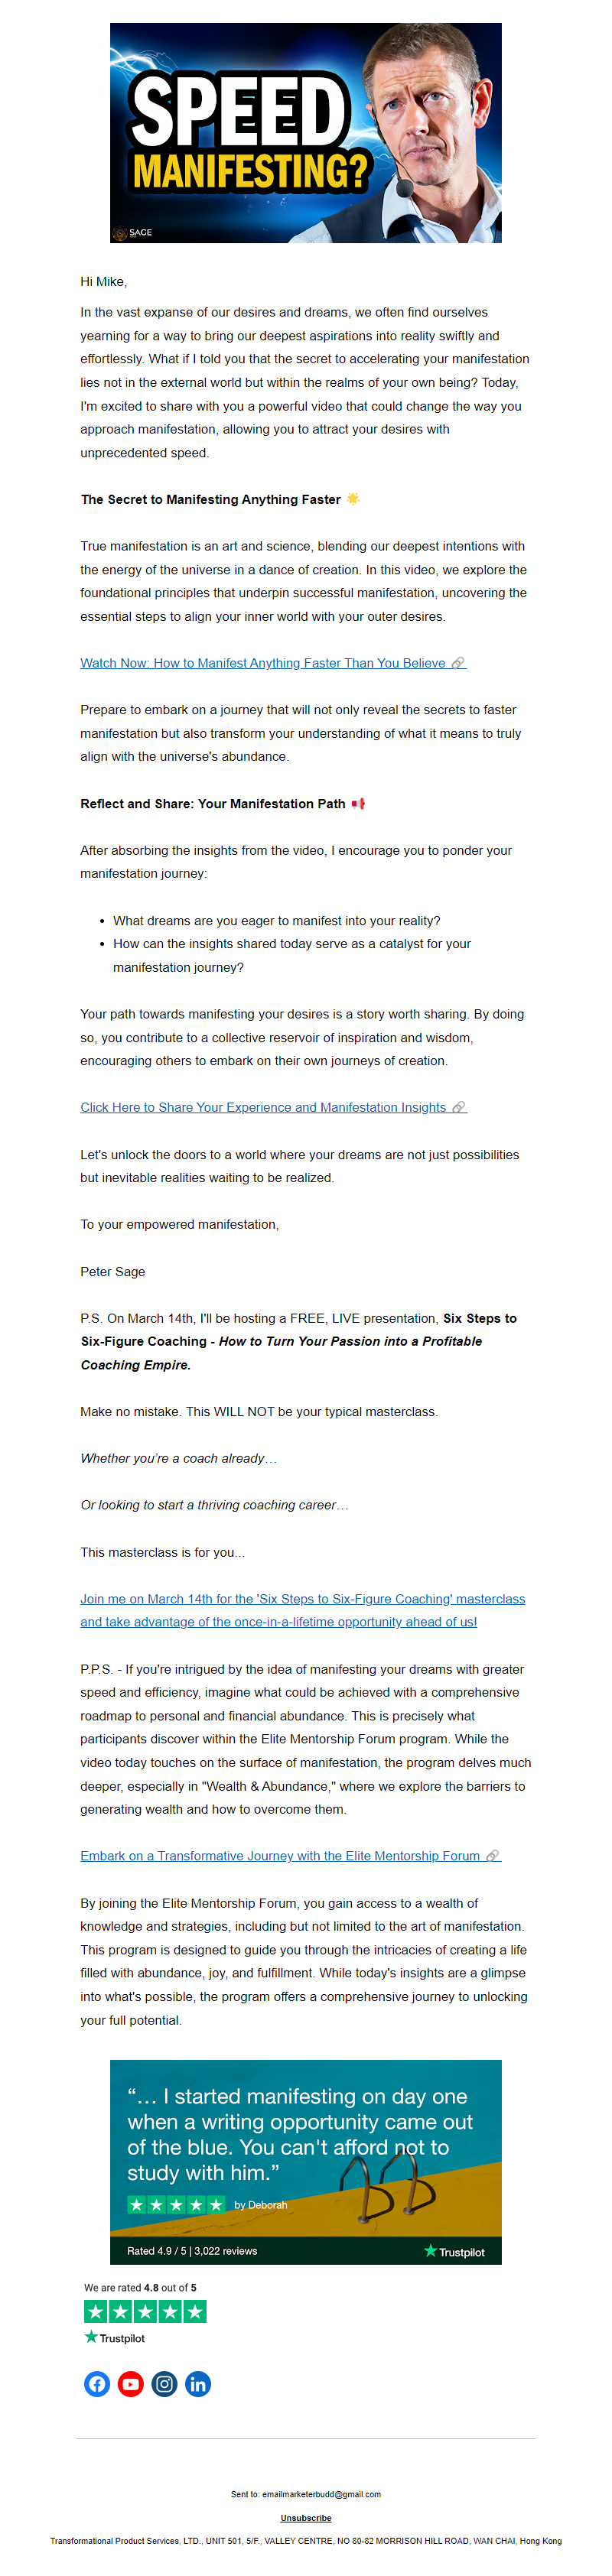 SPEED
MANIFESTING?
SAGE
Hi Mike,
In the vast expanse of our desires and dreams, we often find ourselves
yearning for a way to bring our deepest aspirations into reality swiftly and
effortlessly. What if I told you that the secret to accelerating your manifestation
lies not in the external world but within the realms of your own being? Today,
I'm excited to share with you a powerful video that could change the way you
approach manifestation, allowing you to attract your desires with
unprecedented speed.
The Secret to Manifesting Anything Faster 🌟
True manifestation is an art and science, blending our deepest intentions with
the energy of the universe in a dance of creation. In this video, we explore the
foundational principles that underpin successful manifestation, uncovering the
essential steps to align your inner world with your outer desires.
Watch Now: How to Manifest Anything Faster Than You Believe 🔗
Prepare to embark on a journey that will not only reveal the secrets to faster
manifestation but also transform your understanding of what it means to truly
align with the universe's abundance.
Reflect and Share: Your Manifestation Path 📢
After absorbing the insights from the video, I encourage you to ponder your
manifestation journey:
• What dreams are you eager to manifest into your reality?
• How can the insights shared today serve as a catalyst for your
manifestation journey?
Your path towards manifesting your desires is a story worth sharing. By doing
so, you contribute to a collective reservoir of inspiration and wisdom,
encouraging others to embark on their own journeys of creation.
Click Here to Share Your Experience and Manifestation Insights 🔗
Let's unlock the doors to a world where your dreams are not just possibilities
but inevitable realities waiting to be realized.
To your empowered manifestation,
Peter Sage
P.S. On March 14th, I'll be hosting a FREE, LIVE presentation, Six Steps to
Six-Figure Coaching - How to Turn Your Passion into a Profitable
Coaching Empire.
Make no mistake. This WILL NOT be your typical masterclass.
Whether you're a coach already…
Or looking to start a thriving coaching career…
This masterclass is for you...
Join me on March 14th for the 'Six Steps to Six-Figure Coaching' masterclass
and take advantage of the once-in-a-lifetime opportunity ahead of us!
P.P.S. - If you're intrigued by the idea of manifesting your dreams with greater
speed and efficiency, imagine what could be achieved with a comprehensive
roadmap to personal and financial abundance. This is precisely what
participants discover within the Elite Mentorship Forum program. While the
video today touches on the surface of manifestation, the program delves much
deeper, especially in "Wealth & Abundance," where we explore the barriers to
generating wealth and how to overcome them.
Embark on a Transformative Journey with the Elite Mentorship Forum 🔗
By joining the Elite Mentorship Forum, you gain access to a wealth of
knowledge and strategies, including but not limited to the art of manifestation.
This program is designed to guide you through the intricacies of creating a life
filled with abundance, joy, and fulfillment. While today's insights are a glimpse
into what's possible, the program offers a comprehensive journey to unlocking
your full potential.
“… I started manifesting on day one
when a writing opportunity came out
of the blue. You can't afford not to
study with him.”
by Deborah
Rated 4.9 / 5 | 3,022 reviews
Trustpilot
We are rated 4.8 out of 5
Trustpilot
Sent to: emailmarketerbudd@gmail.com
Unsubscribe
Transformational Product Services, LTD., UNIT 501, 5/F., VALLEY CENTRE, NO 80-82 MORRISON HILL ROAD, WAN CHAI, Hong Kong